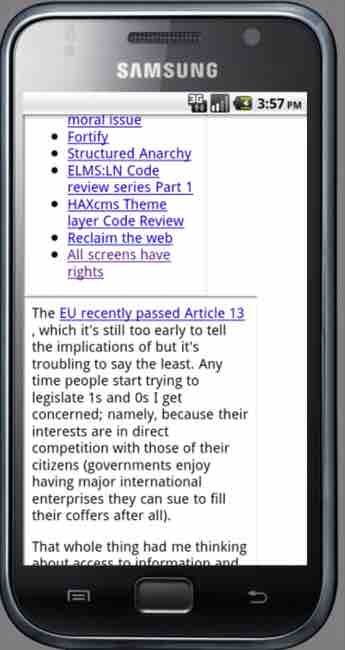 SAMSUNG
3G
3:57 PM
moral issue
Fortify
Structured Anarchy
ELMS:LN Code
review series Part 1
HAXcms Theme
layer Code Review
Reclaim the web
All screens have
rights
The EU recently passed Article 13
, which it's still too early to tell
the implications of but it's
troubling to say the least. Any
time people start trying to
legislate 1s and 0s I get
concerned; namely, because their
interests are in direct
competition with those of their
citizens (governments enjoy
having major international
enterprises they can sue to fill
their coffers after all).
That whole thing had me thinking
about access to information and